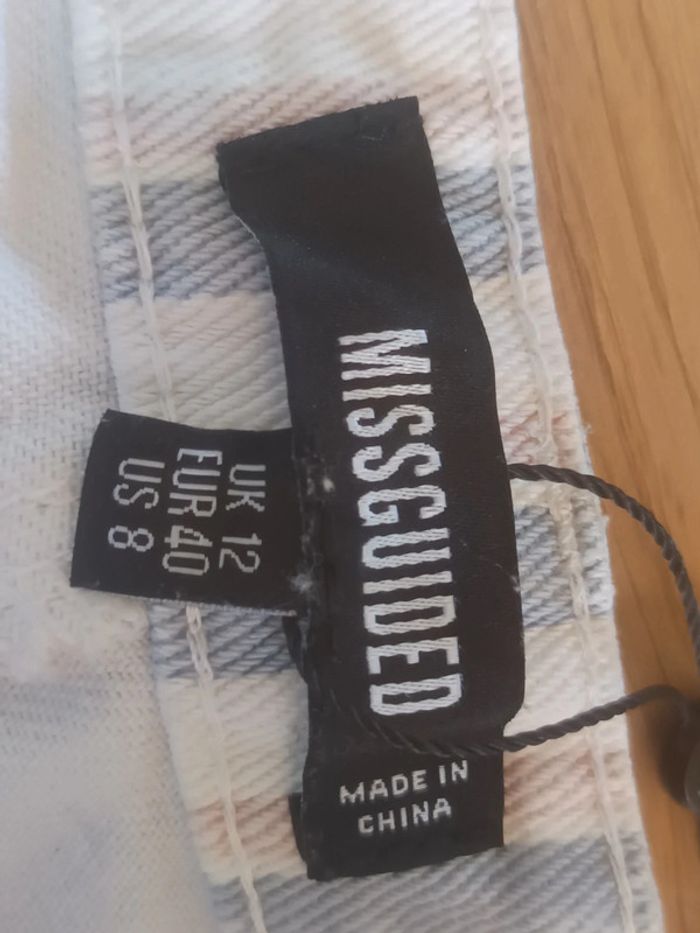 MISSGUIDED
UK 12
EUR 40
US 8
MADE IN
CHINA